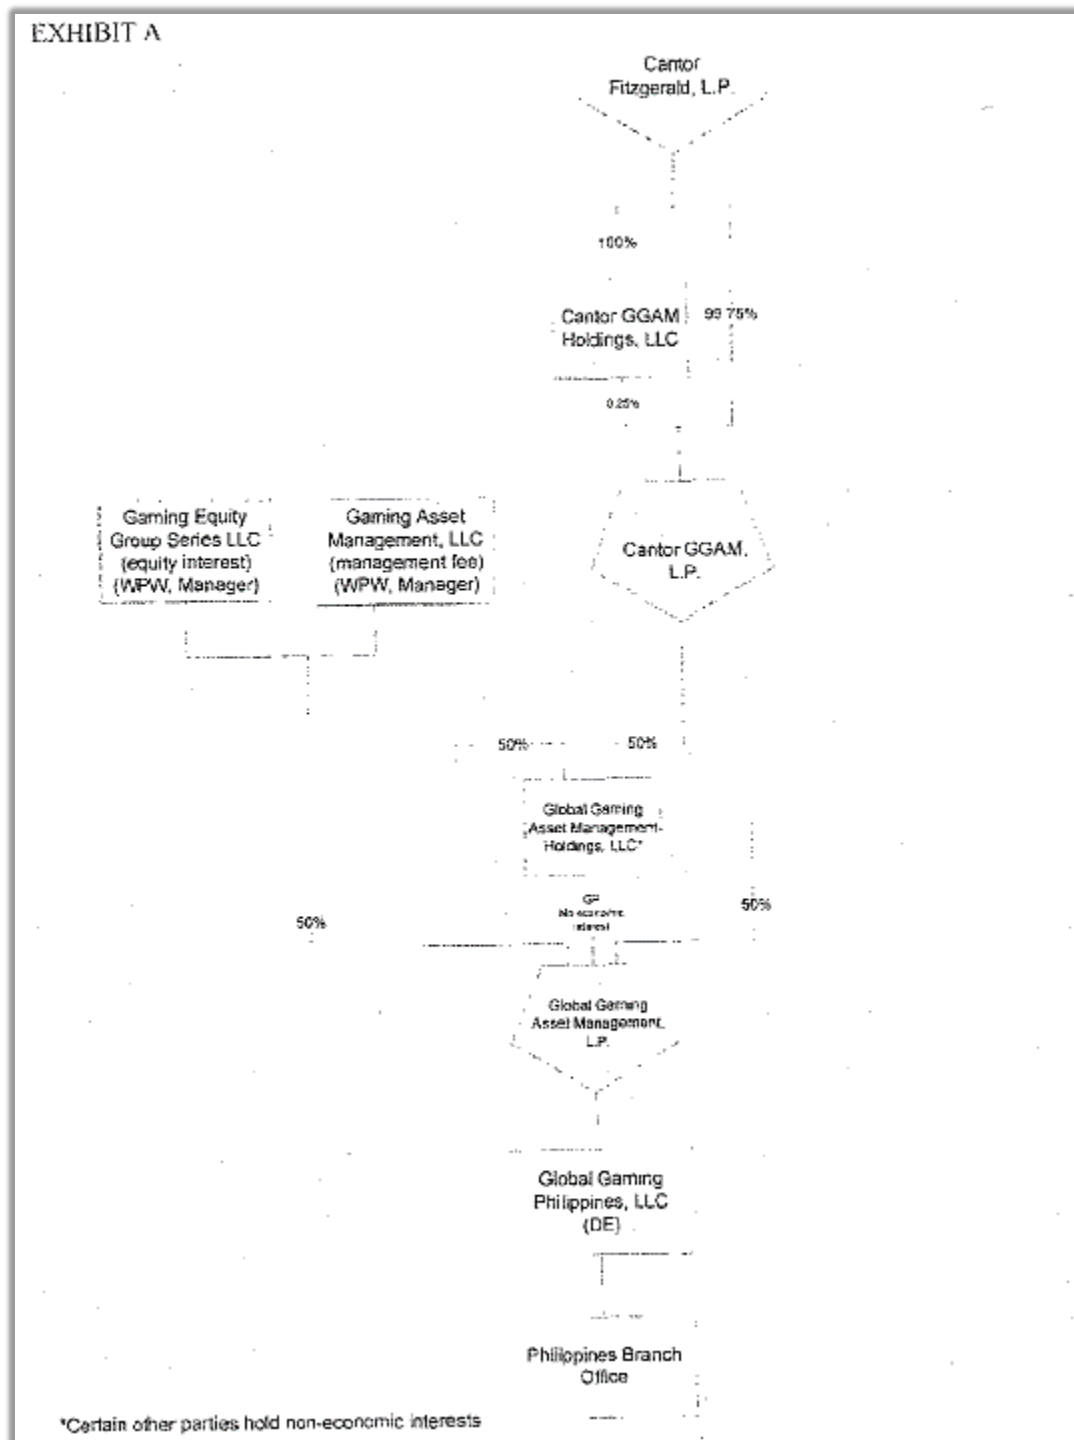 EXHIBIT A
Cantor
Fitzgerald, L.P.
100%
Cantor GGAM
Holdings, LLC
99.75%
0.25%
Gaming Equity
Group Series LLC
(equity interest)
(WPW, Manager)
Gaming Asset
Management, LLC
(management fee)
(WPW, Manager)
Cantor GGAM,
L.P.
50%
50%
Global Gaming
Asset Management
Holdings, LLC*
GP
No economic
interest
50%
50%
Global Gaming
Asset Management,
L.P.
Global Gaming
Philippines, LLC
(DE)
Philippines Branch
Office
*Certain other parties hold non-economic interests